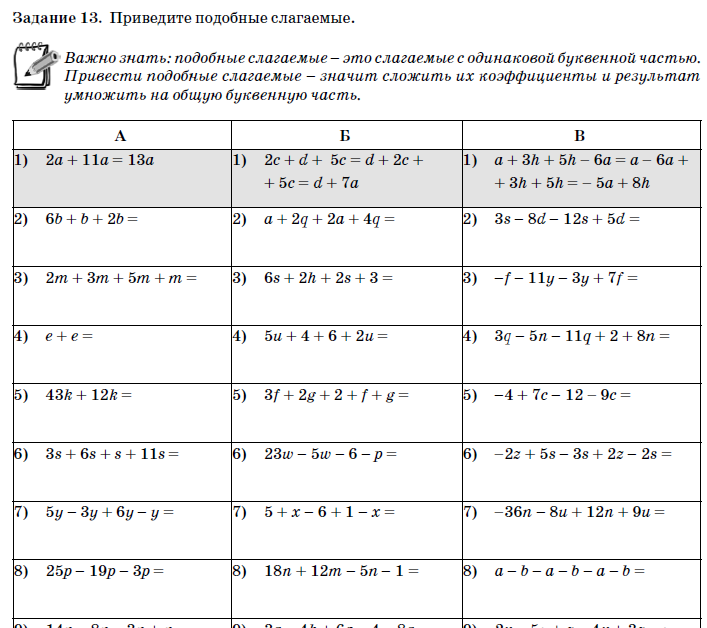 Задание 13. Приведите подобные слагаемые.
Важно знать: подобные слагаемые – это слагаемые с одинаковой буквенной частью.
Привести подобные слагаемые – значит сложить их коэффициенты и результат
умножить на общую буквенную часть.
А Б В
1) 2a + 11a = 13a
1) 2c + d + 5c = d + 2c +
+ 5c = d + 7a
1) a + 3h + 5h – 6a = a – 6a +
+ 3h + 5h = – 5a + 8h
2) 6b + b + 2b =
2) a + 2q + 2a + 4q =
2) 3s – 8d – 12s + 5d =
3) 2m + 3m + 5m + m =
3) 6s + 2h + 2s + 3 =
3) –f – 11y – 3y + 7f =
4) e + e =
4) 5u + 4 + 6 + 2u =
4) 3q – 5n – 11q + 2 + 8n =
5) 43k + 12k =
5) 3f + 2g + 2 + f + g =
5) –4 + 7c – 12 – 9c =
6) 3s + 6s + s + 11s =
6) 23w – 5w – 6 – p =
6) –2z + 5s – 3s + 2z – 2s =
7) 5y – 3y + 6y – y =
7) 5 + x – 6 + 1 – x =
7) –36n – 8u + 12n + 9u =
8) 25p – 19p – 3p =
8) 18n + 12m – 5n – 1 =
8) a – b – a – b – a – b =